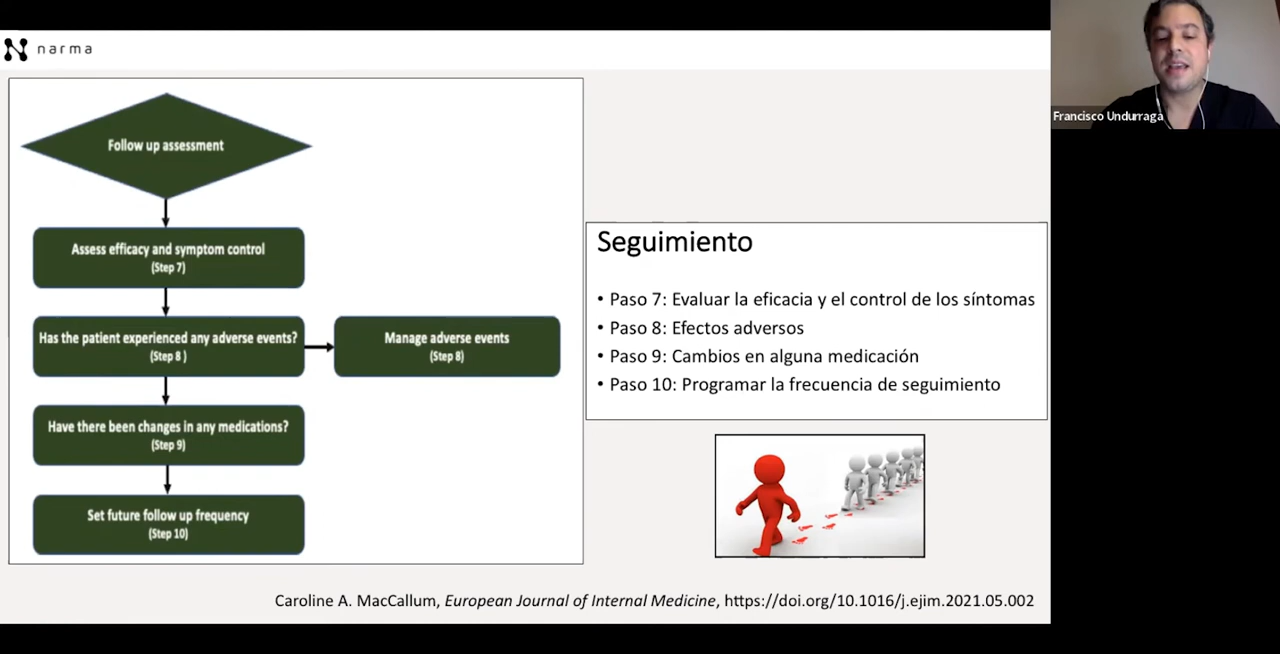 narma
Francisco Undurraga
Follow up assessment
Assess efficacy and symptom control
(Step 7)
Has the patient experienced any adverse events?
(Step 8 )
Manage adverse events
(Step 8)
Have there been changes in any medications?
(Step 9)
Set future follow up frequency
(Step 10)
Seguimiento
• Paso 7: Evaluar la eficacia y el control de los síntomas
• Paso 8: Efectos adversos
• Paso 9: Cambios en alguna medicación
• Paso 10: Programar la frecuencia de seguimiento
Caroline A. MacCallum, European Journal of Internal Medicine, https://doi.org/10.1016/j.ejim.2021.05.002